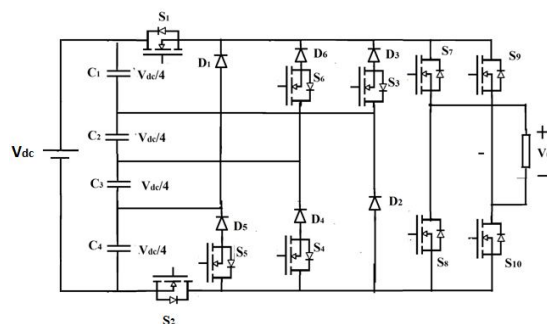 S1
D6
D3
S7
S9
D1
C1
Vdc/4
S6
S3
C2
Vdc/4
+
Vdc
-
C3
Vdc/4
D2
D5
D4
C4
Vdc/4
S5
S4
S8
S10
S2